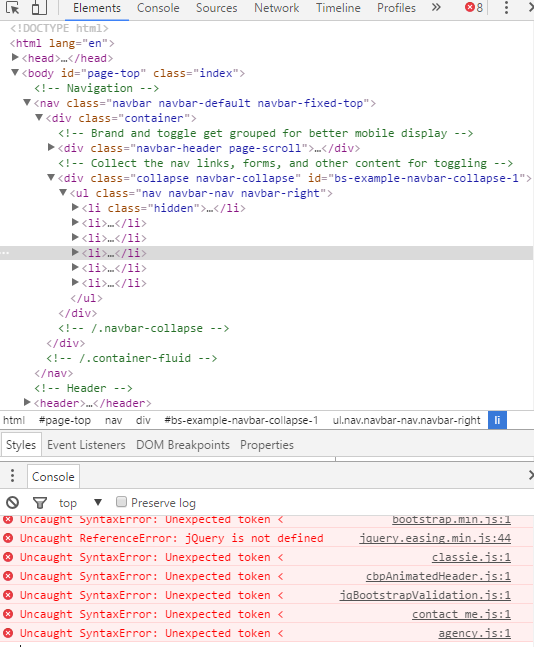 Elements Console Sources Network Timeline Profiles » 8
<!DOCTYPE html>
<html lang="en">
<head>…</head>
<body id="page-top" class="index">
<!-- Navigation -->
<nav class="navbar navbar-default navbar-fixed-top">
<div class="container">
<!-- Brand and toggle get grouped for better mobile display -->
<div class="navbar-header page-scroll">…</div>
<!-- Collect the nav links, forms, and other content for toggling -->
<div class="collapse navbar-collapse" id="bs-example-navbar-collapse-1">
<ul class="nav navbar-nav navbar-right">
<li class="hidden">…</li>
<li>…</li>
<li>…</li>
<li>…</li>
<li>…</li>
<li>…</li>
</ul>
</div>
<!-- /.navbar-collapse -->
</div>
<!-- /.container-fluid -->
</nav>
<!-- Header -->
<header>…</header>
html #page-top nav div #bs-example-navbar-collapse-1 ul.nav.navbar-nav.navbar-right li
Styles Event Listeners DOM Breakpoints Properties
Console
top Preserve log
Uncaught SyntaxError: Unexpected token < bootstrap.min.js:1
Uncaught ReferenceError: jQuery is not defined jquery.easing.min.js:44
Uncaught SyntaxError: Unexpected token < classie.js:1
Uncaught SyntaxError: Unexpected token < cbpAnimatedHeader.js:1
Uncaught SyntaxError: Unexpected token < jqBootstrapValidation.js:1
Uncaught SyntaxError: Unexpected token < contact_me.js:1
Uncaught SyntaxError: Unexpected token < agency.js:1